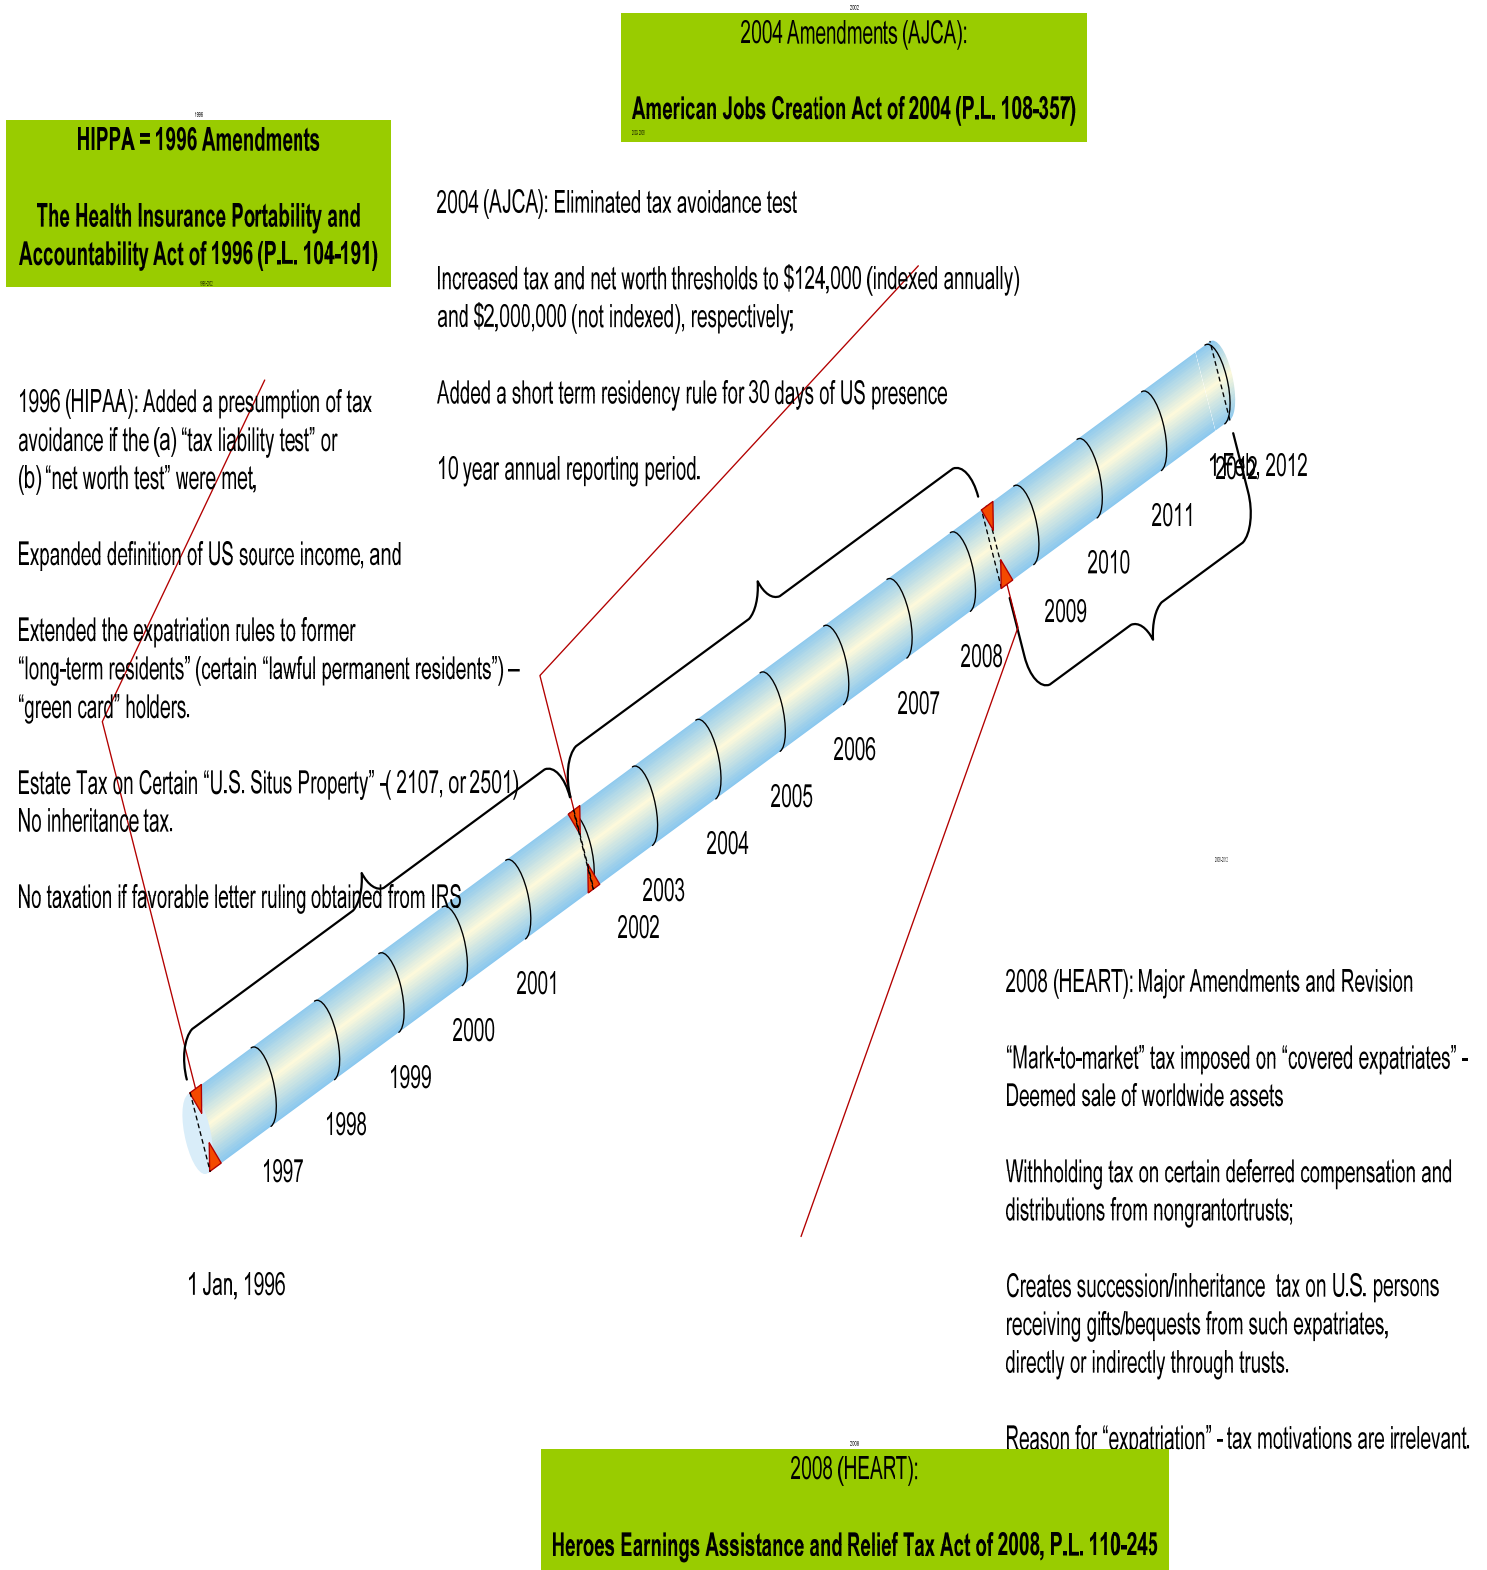 2002
2004 Amendments (AJCA):
American Jobs Creation Act of 2004 (P.L. 108-357)
1996
HIPPA = 1996 Amendments
The Health Insurance Portability and
Accountability Act of 1996 (P.L. 104-191)
2004 (AJCA): Eliminated tax avoidance test
Increased tax and net worth thresholds to $124,000 (indexed annually)
and $2,000,000 (not indexed), respectively;
Added a short term residency rule for 30 days of US presence
10 year annual reporting period.
1996 (HIPAA): Added a presumption of tax
avoidance if the (a) “tax liability test” or
(b) “net worth test” were met,
Expanded definition of US source income, and
Extended the expatriation rules to former
“long-term residents” (certain “lawful permanent residents”) –
“green card” holders.
Estate Tax on Certain “U.S. Situs Property” -( 2107, or 2501)
No inheritance tax.
No taxation if favorable letter ruling obtained from IRS
1 Feb, 2012
2012
2011
2010
2009
2008
2007
2006
2005
2004
2003
2002
2001
2000
1999
1998
1997
1 Jan, 1996
2008 (HEART): Major Amendments and Revision
“Mark-to-market” tax imposed on “covered expatriates” -
Deemed sale of worldwide assets
Withholding tax on certain deferred compensation and
distributions from nongrantortrusts;
Creates succession/inheritance tax on U.S. persons
receiving gifts/bequests from such expatriates,
directly or indirectly through trusts.
Reason for “expatriation” - tax motivations are irrelevant.
2008
2008 (HEART):
Heroes Earnings Assistance and Relief Tax Act of 2008, P.L. 110-245